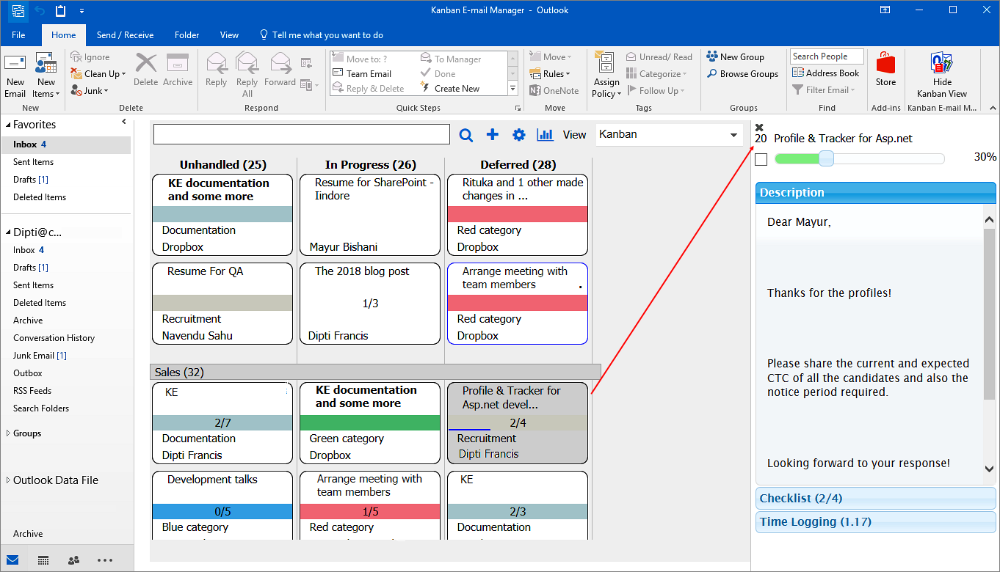 Kanban E-mail Manager - Outlook
File
Home
Send / Receive
Folder
View
Tell me what you want to do
New
Email
New
Items
New
Ignore
Clean Up
Junk
Delete
Archive
Delete
Reply
Reply
All
Forward
Respond
Move to: ?
Team Email
Reply & Delete
To Manager
Done
Create New
Quick Steps
Move
Rules
OneNote
Move
Assign
Policy
Unread/ Read
Categorize
Follow Up
Tags
New Group
Browse Groups
Groups
Search People
Address Book
Filter Email
Find
Store
Add-ins
Hide
Kanban View
Kanban E-mail M...
Favorites
Inbox 4
Sent Items
Drafts [1]
Deleted Items
Dipti@c...
Inbox 4
Drafts [1]
Sent Items
Deleted Items
Archive
Conversation History
Junk Email [1]
Outbox
RSS Feeds
Search Folders
Groups
Outlook Data File
Archive
View
Kanban
Unhandled (25)
In Progress (26)
Deferred (28)
KE documentation
and some more
Documentation
Dropbox
Resume for SharePoint -
Iindore
Mayur Bishani
Rituka and 1 other made
changes in ...
Red category
Dropbox
Resume For QA
Recruitment
Navendu Sahu
The 2018 blog post
1/3
Dipti Francis
Arrange meeting with
team members
Red category
Dropbox
Sales (32)
KE
2/7
Documentation
Dipti Francis
KE documentation
and some more
Green category
Dropbox
Profile & Tracker for
Asp.net devel...
2/4
Recruitment
Dipti Francis
Development talks
0/5
Blue category
Arrange meeting with
team members
1/5
Red category
KE
2/3
Documentation
20 Profile & Tracker for Asp.net
30%
Description
Dear Mayur,
Thanks for the profiles!
Please share the current and expected
CTC of all the candidates and also the
notice period required.
Looking forward to your response!
Checklist (2/4)
Time Logging (1.17)